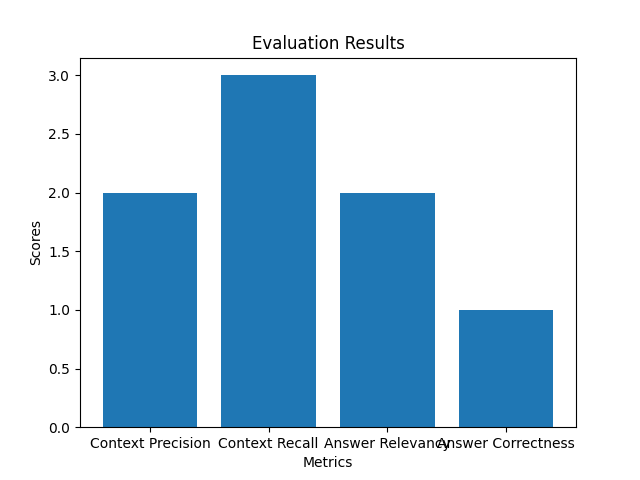 Evaluation Results
3.0
2.5
2.0
1.5
1.0
0.5
0.0
Scores
Context Precision
Context Recall
Answer Relevancy
Answer Correctness
Metrics